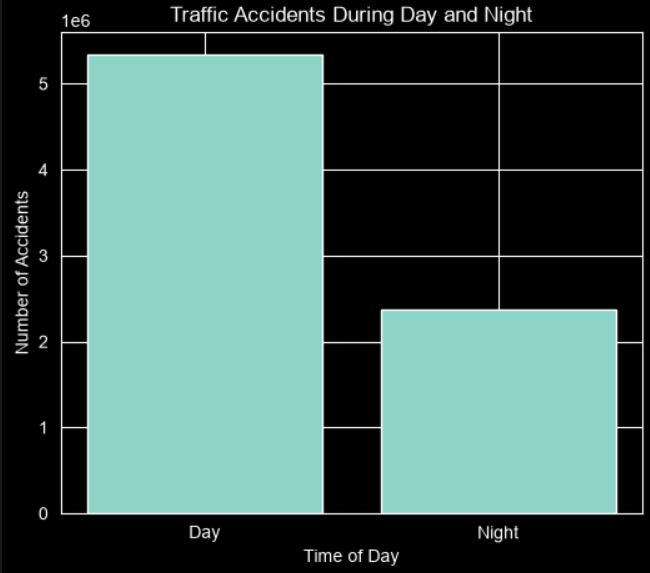 Traffic Accidents During Day and Night
1e6
5
4
3
2
1
0
Number of Accidents
Day Night
Time of Day